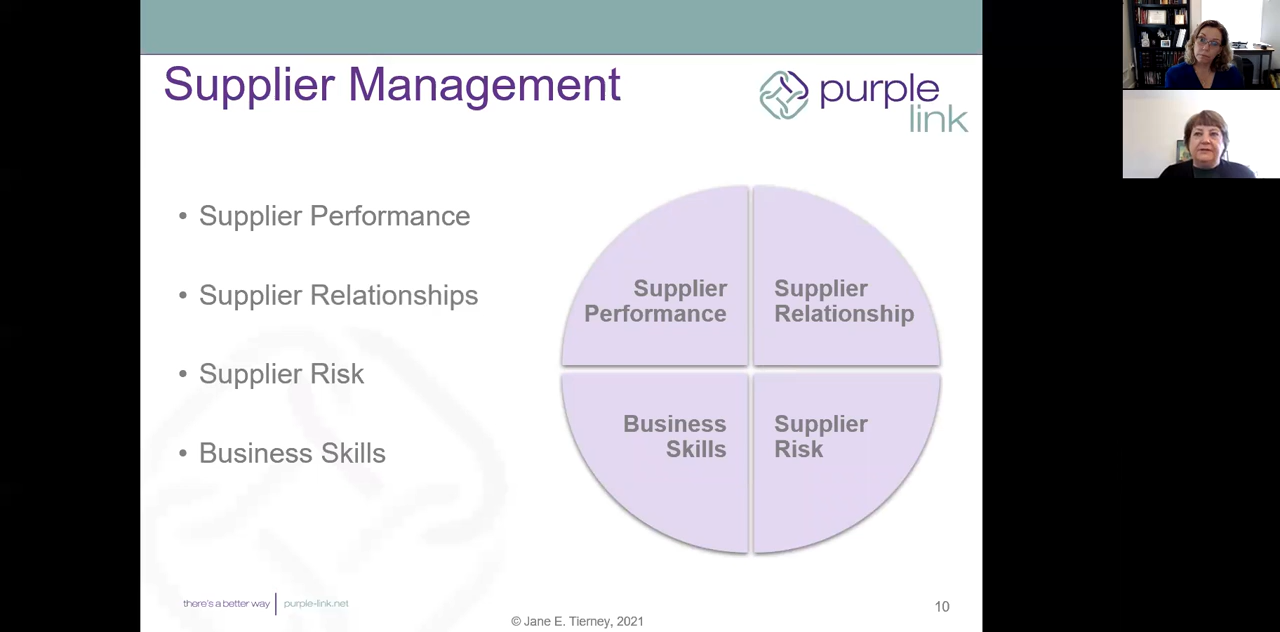 Supplier Management
purple
link
• Supplier Performance
• Supplier Relationships
• Supplier Risk
• Business Skills
Supplier
Performance
Supplier
Relationship
Business
Skills
Supplier
Risk
there's a better way | purple-link.net
10
© Jane E. Tierney, 2021